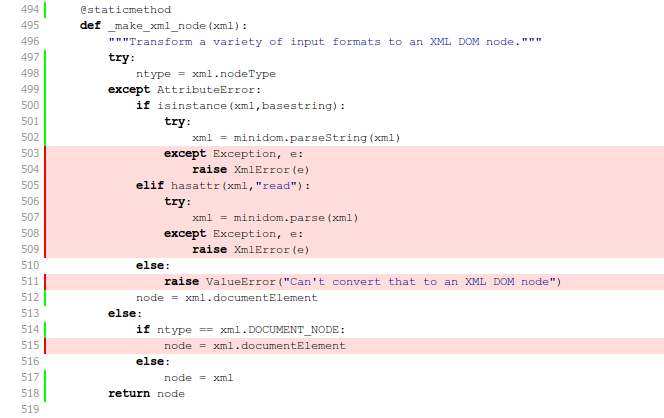 494 @staticmethod
495 def _make_xml_node(xml):
496 """Transform a variety of input formats to an XML DOM node."""
497 try:
498 ntype = xml.nodeType
499 except AttributeError:
500 if isinstance(xml,basestring):
501 try:
502 xml = minidom.parseString(xml)
503 except Exception, e:
504 raise XmlError(e)
505 elif hasattr(xml,"read"):
506 try:
507 xml = minidom.parse(xml)
508 except Exception, e:
509 raise XmlError(e)
510 else:
511 raise ValueError("Can't convert that to an XML DOM node")
512 node = xml.documentElement
513 else:
514 if ntype == xml.DOCUMENT_NODE:
515 node = xml.documentElement
516 else:
517 node = xml
518 return node
519